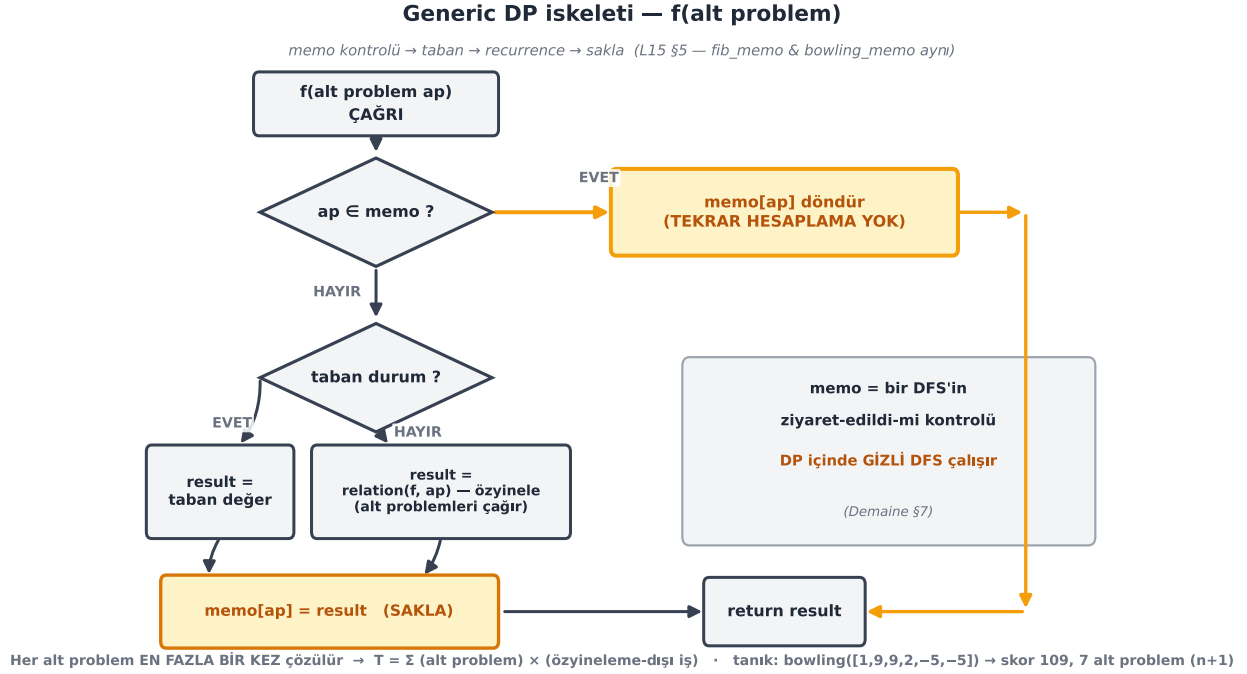 Generic DP iskeleti — f(alt problem)
memo kontrolü → taban → recurrence → sakla  (L15 §5 — fib_memo & bowling_memo aynı)
f(alt problem ap)
ÇAĞRI
ap ∈ memo ?
EVET
memo[ap] döndür
(TEKRAR HESAPLAMA YOK)
HAYIR
taban durum ?
EVET
HAYIR
result =
taban değer
result =
relation(f, ap) — özyinele
(alt problemleri çağır)
memo = bir DFS'in
ziyaret-edildi-mi kontrolü
DP içinde GİZLİ DFS çalışır
(Demaine §7)
memo[ap] = result   (SAKLA)
return result
Her alt problem EN FAZLA BİR KEZ çözülür  →  T = Σ (alt problem) × (özyineleme-dışı iş)   ·   tanık: bowling([1,9,9,2,−5,−5]) → skor 109, 7 alt problem (n+1)